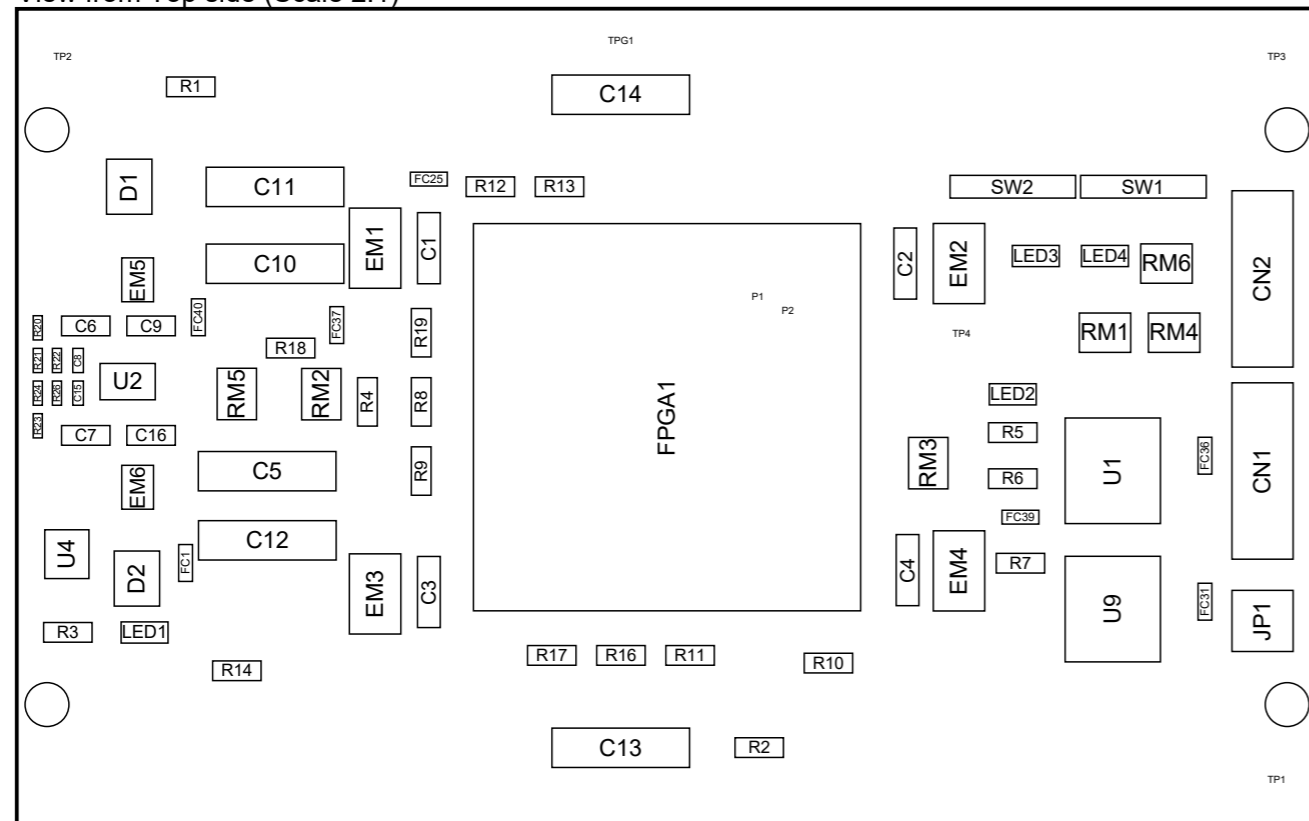 View from Top side (Scale 2:1)
TP2
TPG1
TP3
R1
C14
D1
C11
FC25
R12
R13
SW2
SW1
C10
EM1
C1
C2
EM2
LED3
LED4
RM6
CN2
EM5
P1
P2
R20
C6
C9
FC40
FC37
R19
TP4
RM1
RM4
R18
R21
R22
C8
U2
RM5
RM2
R4
R8
FPGA1
LED2
R24
R26
C15
R23
C7
C16
R5
C5
R9
RM3
R6
U1
FC36
CN1
EM6
FC39
U4
C12
D2
FC1
EM3
C3
C4
EM4
R7
U9
FC31
JP1
R3
LED1
R14
R17
R16
R11
R10
C13
R2
TP1